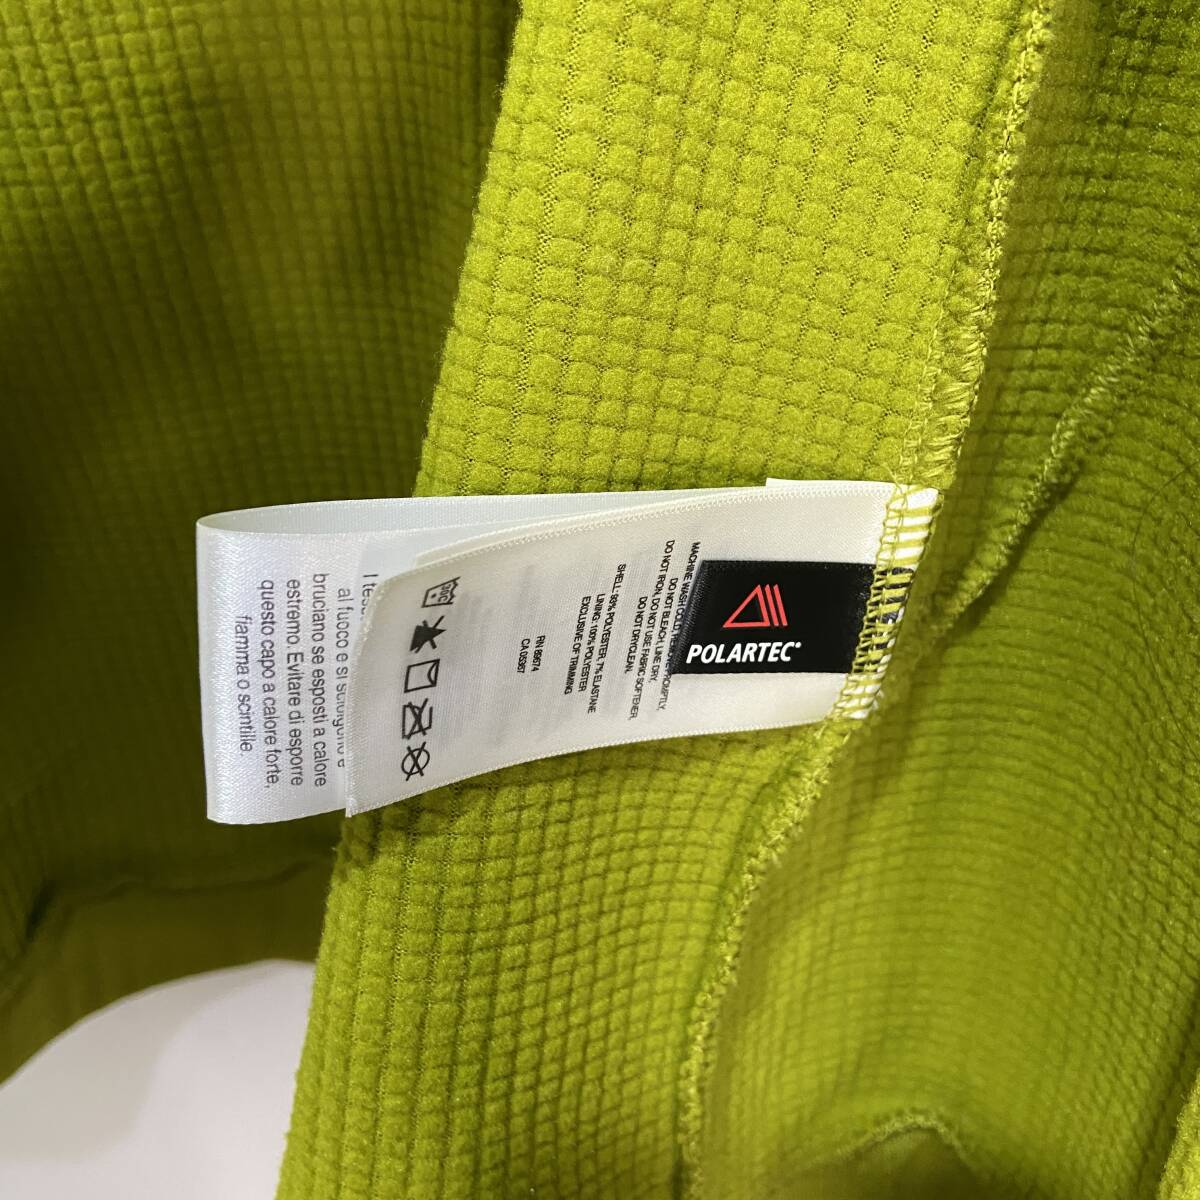 POLARTEC®
MACHINE WASH COLD, REMOVE PROMPTLY.
DO NOT BLEACH, LINE DRY.
DO NOT IRON, DO NOT USE FABRIC SOFTENER,
DO NOT DRYCLEAN.
SHELL: 93% POLYESTER, 7% ELASTANE
LINING: 100% POLYESTER
EXCLUSIVE OF TRIMMING
RN 89674
CA 05367
I
al fuoco e si sciolgono e
bruciano se esposti a calore
estremo. Evitare di esporre
questo capo a calore forte,
fiamma o scintille.